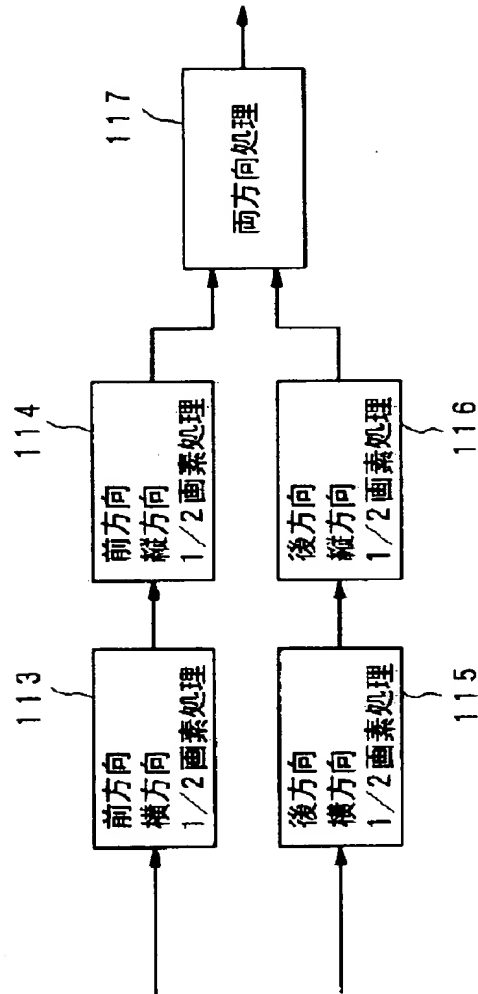 113
前方向
横方向
1/2画素処理
114
前方向
縦方向
1/2画素処理
115
後方向
横方向
1/2画素処理
116
後方向
縦方向
1/2画素処理
117
両方向処理